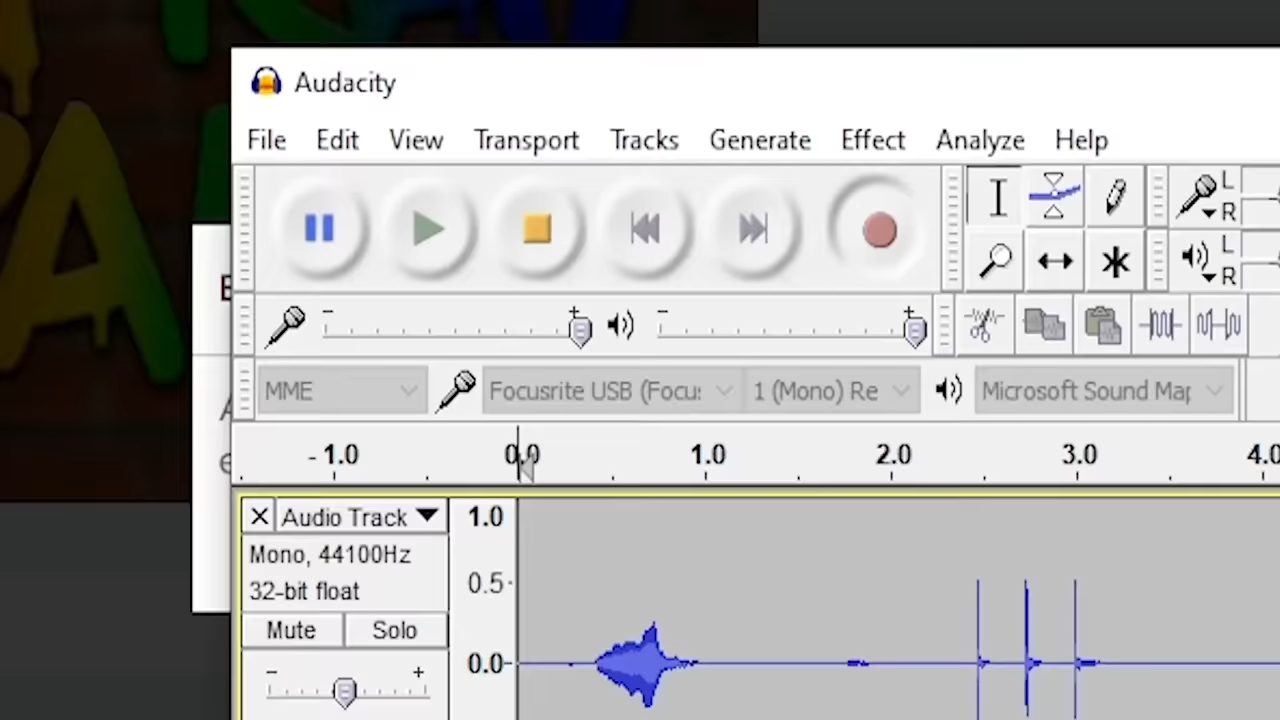 Audacity
File Edit View Transport Tracks Generate Effect Analyze Help
L
R
L
R
MME Focusrite USB (Focu: 1 (Mono) Re Microsoft Sound Map
- 1.0 0.0 1.0 2.0 3.0 4.0
X Audio Track 1.0
Mono, 44100Hz
0.5
32-bit float
Mute Solo
0.0
- +